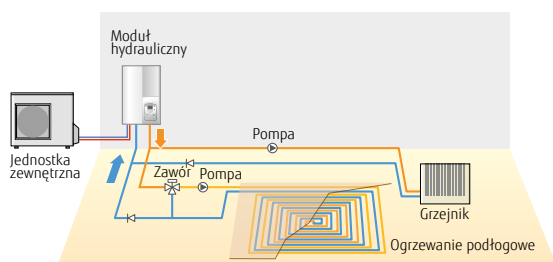 Moduł
hydrauliczny
Pompa
Jednostka
zewnętrzna
Zawór
Pompa
Grzejnik
Ogrzewanie podłogowe